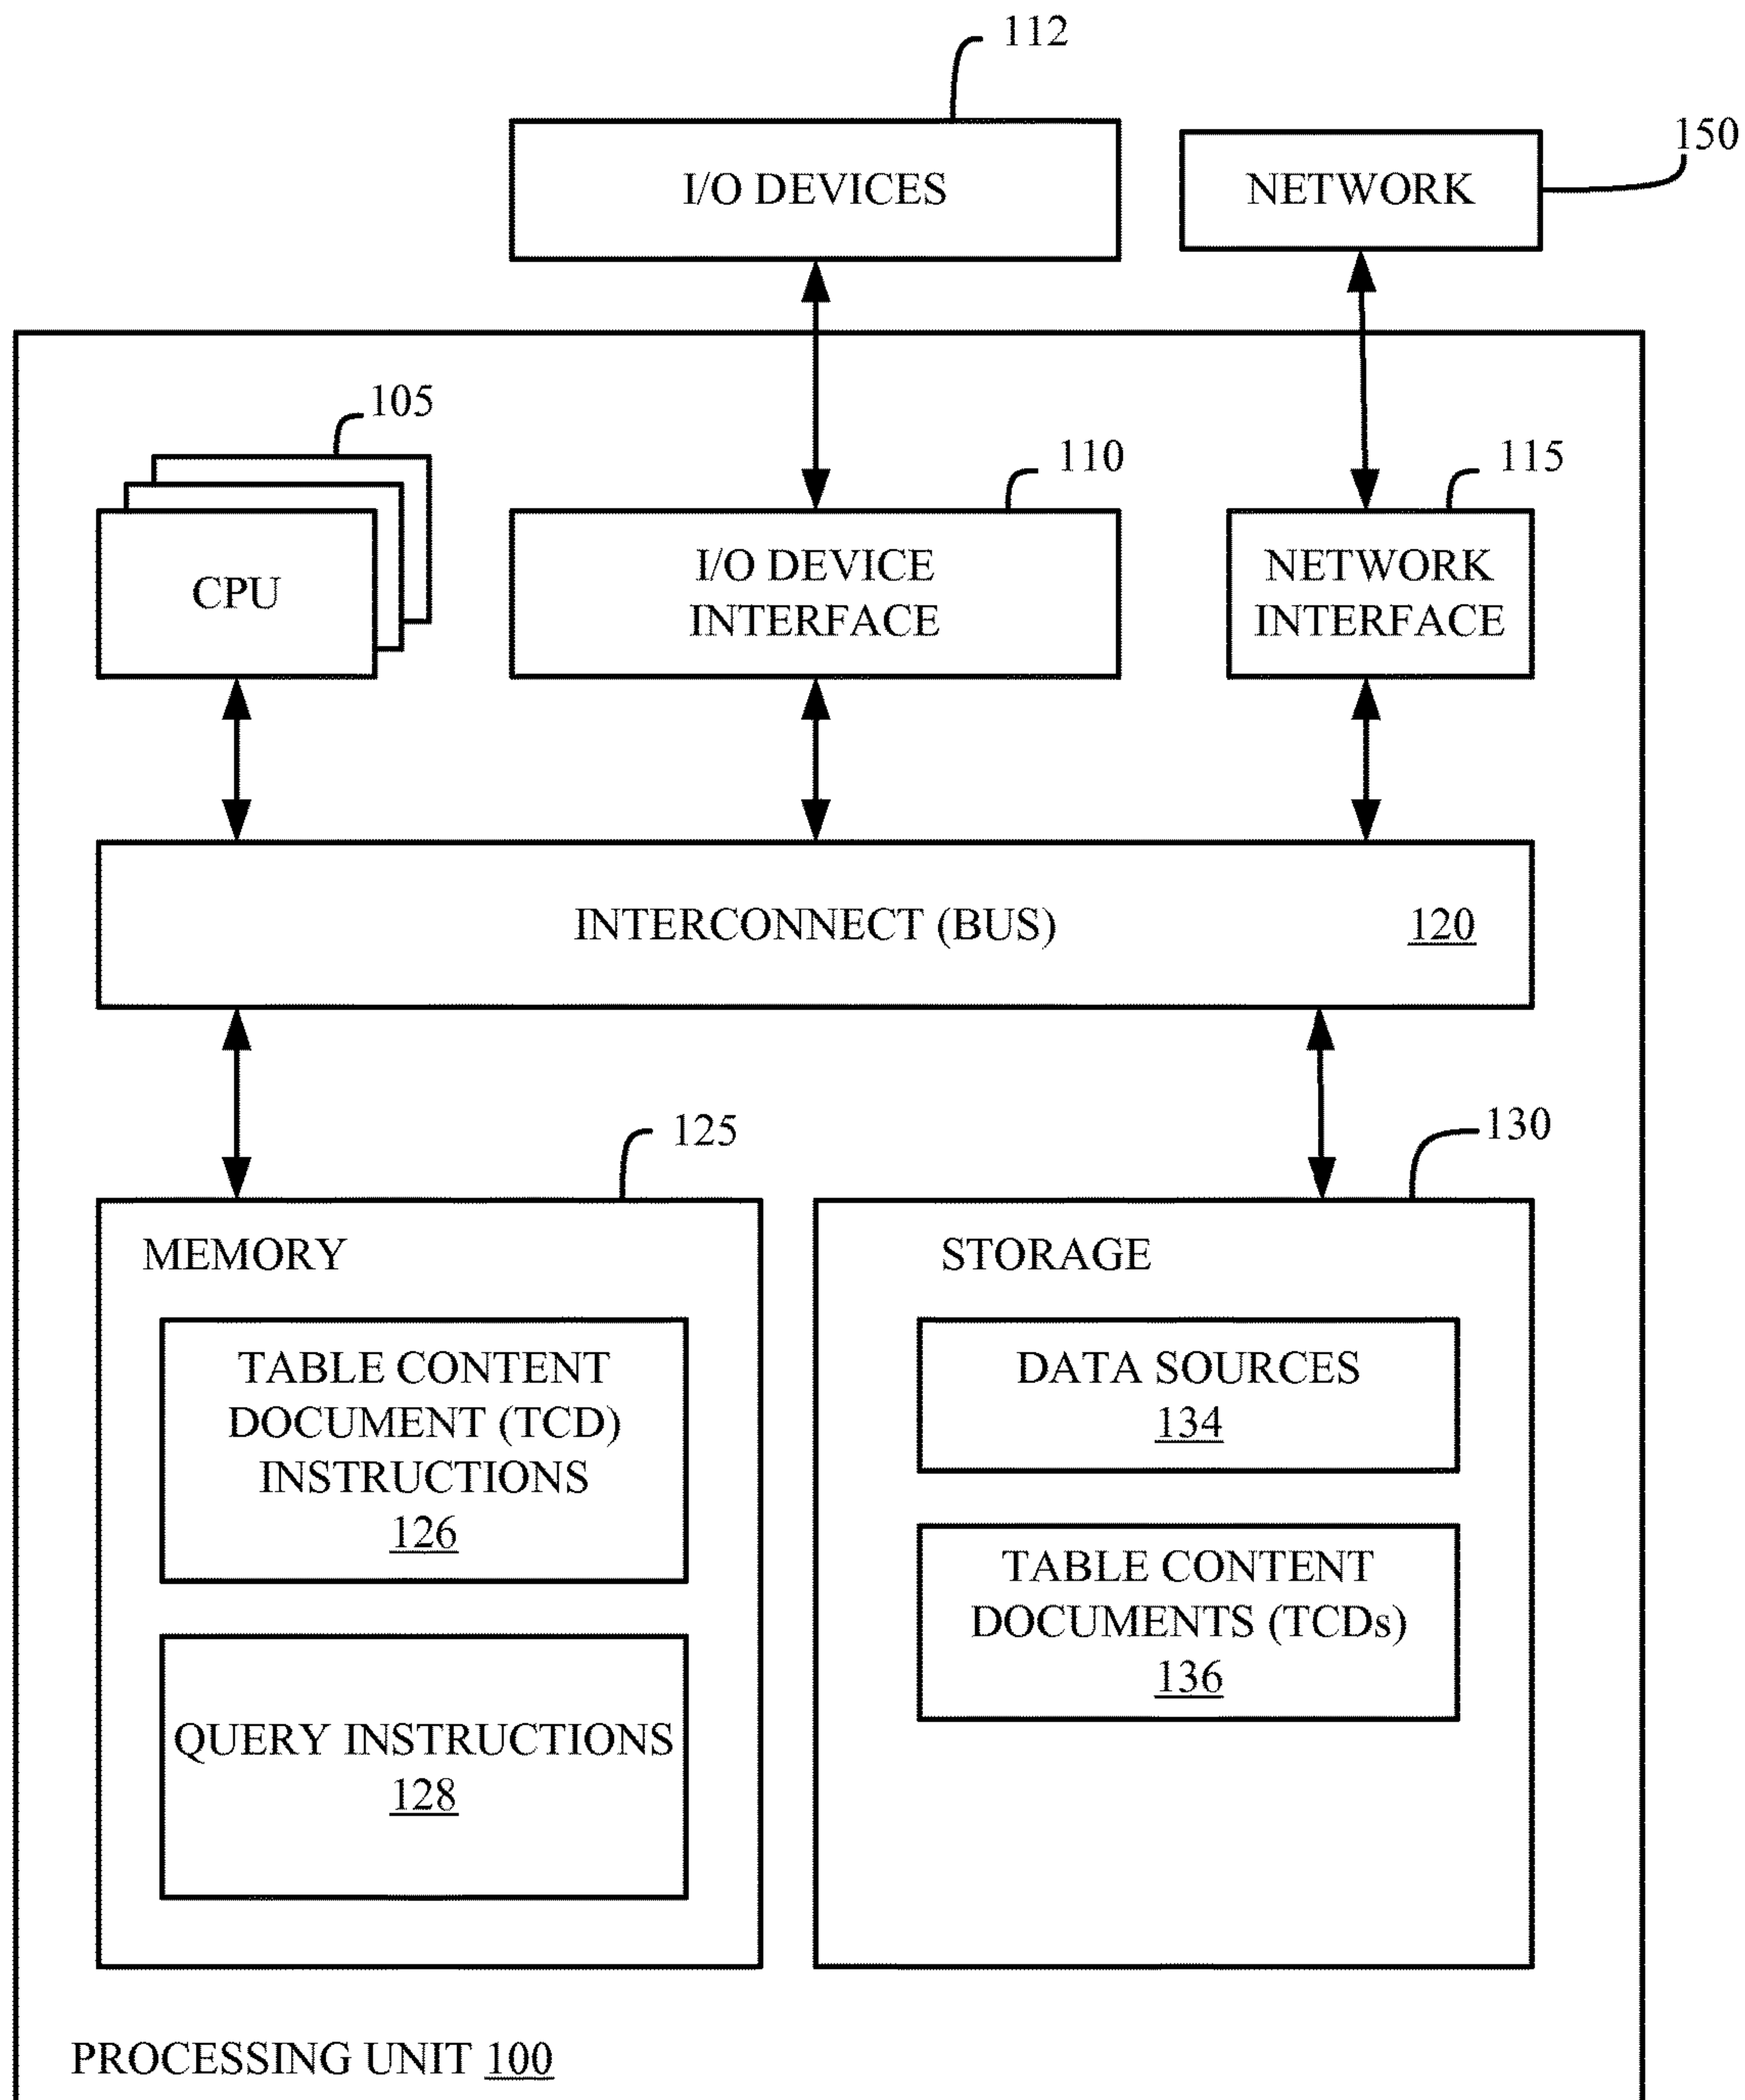 112
150
I/O DEVICES
NETWORK
105
110
115
CPU
I/O DEVICE
INTERFACE
NETWORK
INTERFACE
INTERCONNECT (BUS)
120
125
130
MEMORY
TABLE CONTENT
DOCUMENT (TCD)
INSTRUCTIONS
126
QUERY INSTRUCTIONS
128
STORAGE
DATA SOURCES
134
TABLE CONTENT
DOCUMENTS (TCDs)
136
PROCESSING UNIT 100